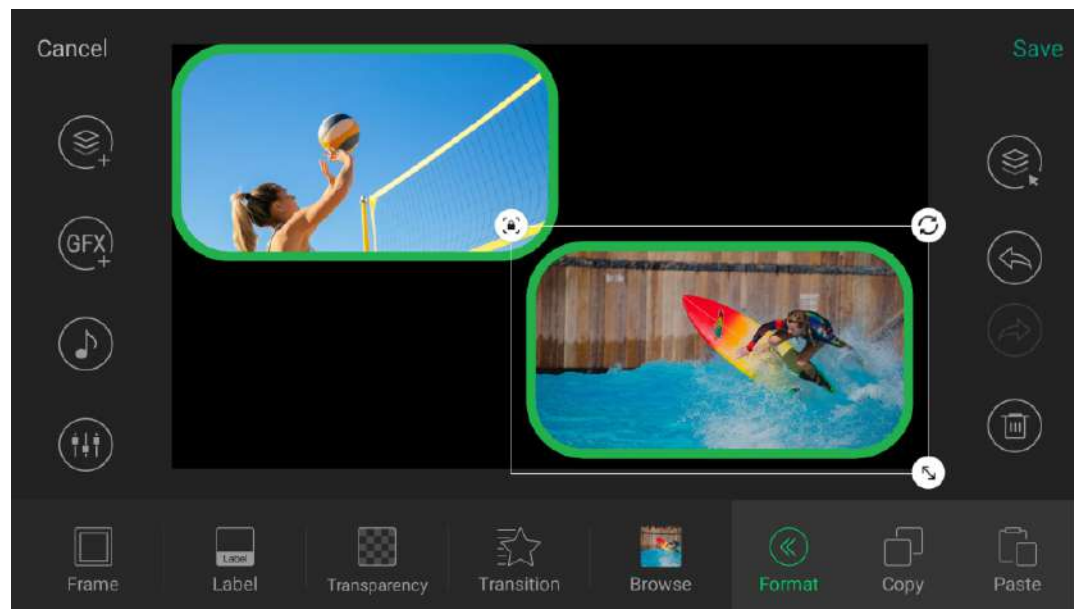 Cancel
Save
GFX
Label
Frame
Label
Transparency
Transition
Browse
Format
Copy
Paste